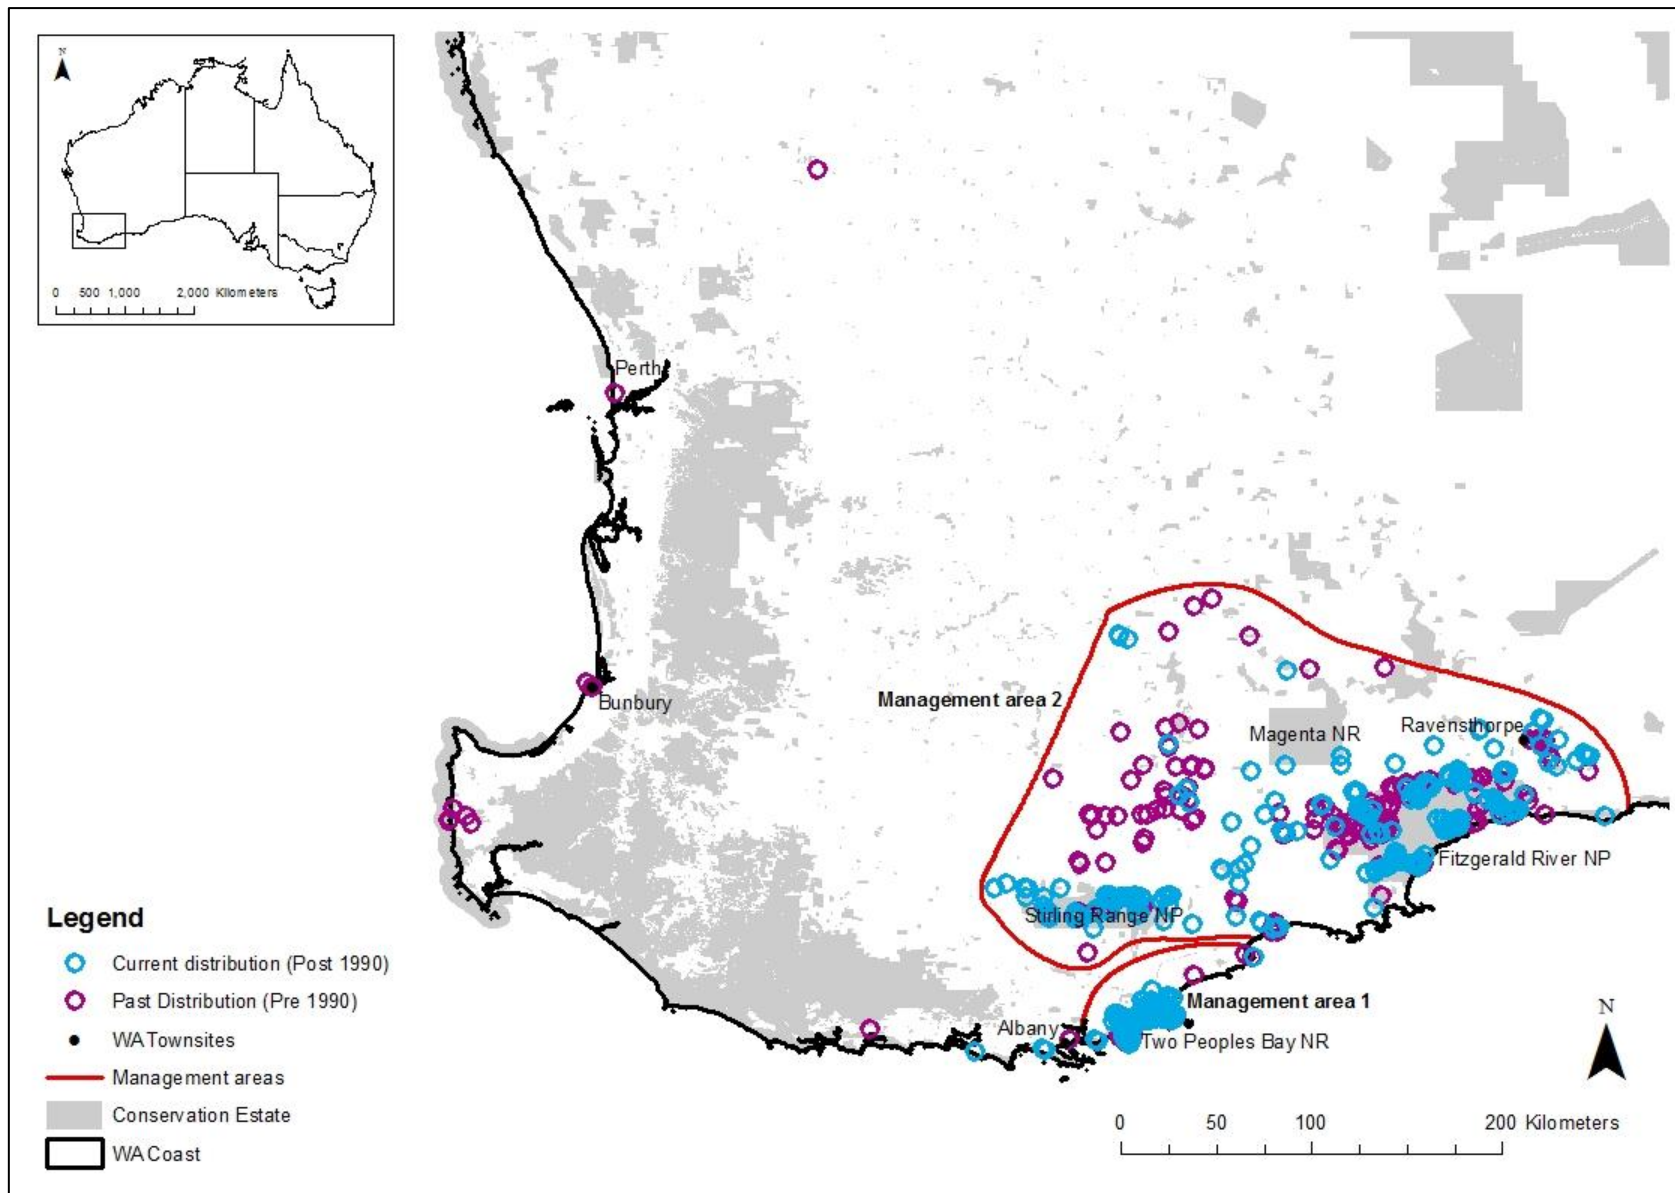 N
0 500 1,000 2,000 Kilometers
Perth
Bunbury
Management area 2
Magenta NR
Ravensthorpe
Fitzgerald River NP
Stirling Range NP
Management area 1
Albany
Two Peoples Bay NR
Legend
Current distribution (Post 1990)
Past Distribution (Pre 1990)
WA Townsites
Management areas
Conservation Estate
WA Coast
N
0 50 100 200 Kilometers